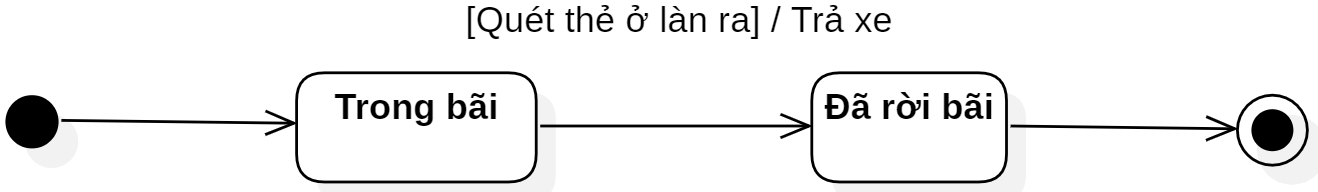 [Quét thẻ ở làn ra] / Trả xe
Trong bãi
Đã rời bãi